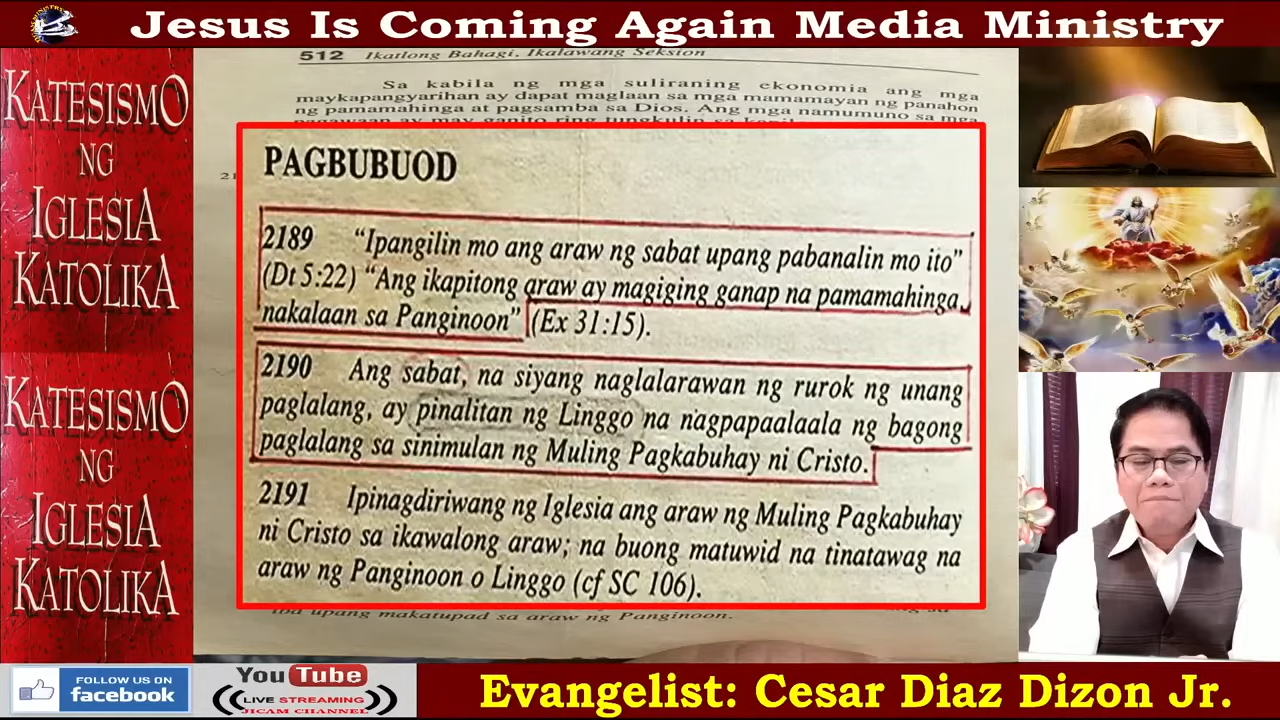 Jesus Is Coming Again Media Ministry
KATESISMO
NG
IGLESIA
KATOLIKA
KATESISMO
NG
IGLESIA
KATOLIKA
512 Ikatlong Bahagi, Ikalawang Seksion
Sa kabila ng mga suliraning ekonomia ang mga
maykapangyarihan ay dapat maglaan sa mga mamamayan ng panahon
ng pamamahinga at pagsamba sa Dios. Ang mga namumuno sa mga
PAGBUBUOD
2189 “Ipangilin mo ang araw ng sabat upang pabanalin mo ito”
(Dt 5:22) “Ang ikapitong araw ay magiging ganap na pamamahinga
nakalaan sa Panginoon” (Ex 31:15).
2190 Ang sabat, na siyang naglalarawan ng rurok ng unang
paglalang, ay pinalitan ng Linggo na nagpapaalaala ng bagong
paglalang sa sinimulan ng Muling Pagkabuhay ni Cristo.
2191 Ipinagdiriwang ng Iglesia ang araw ng Muling Pagkabuhay
ni Cristo sa ikawalong araw; na buong matuwid na tinatawag na
araw ng Panginoon o Linggo (cf SC 106).
upang makatupad sa araw ng Panginoon.
FOLLOW US ON
facebook
YouTube
LIVE STREAMING
JICAM CHANNEL
Evangelist: Cesar Diaz Dizon Jr.